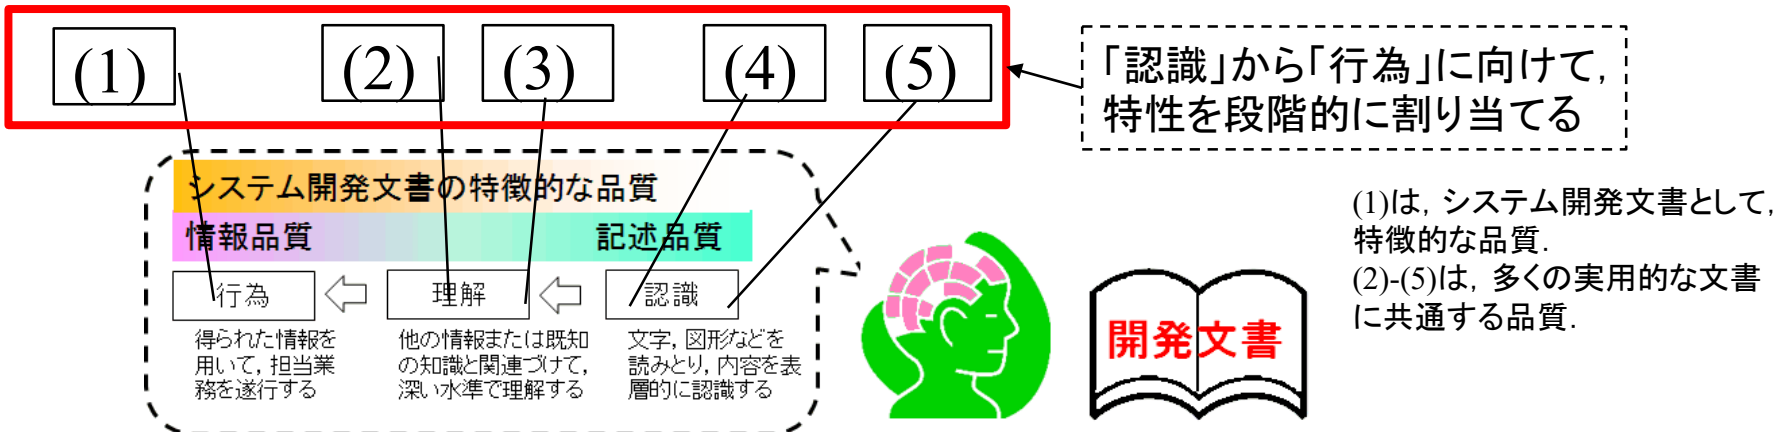 (1)
(2)
(3)
(4)
(5)
「認識」から「行為」に向けて,
特性を段階的に割り当てる
システム開発文書の特徴的な品質
情報品質
記述品質
行為
理解
認識
得られた情報を
用いて, 担当業
務を遂行する
他の情報または既知
の知識と関連づけて,
深い水準で理解する
文字, 図形などを
読みとり, 内容を表
層的に認識する
開発文書
(1)は, システム開発文書として,
特徴的な品質.
(2)-(5)は, 多くの実用的な文書
に共通する品質.